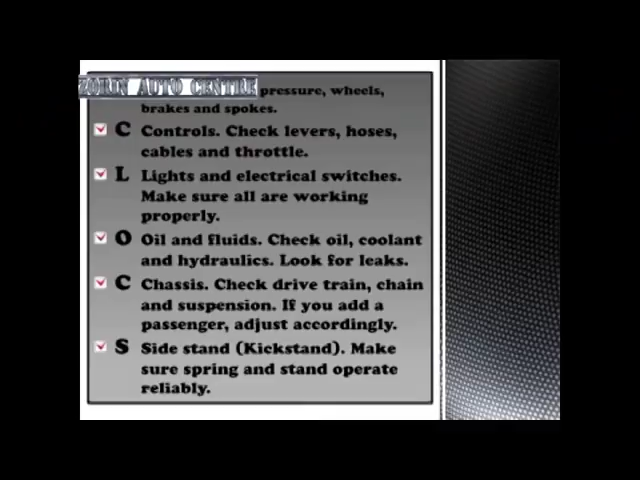 ZORIN AUTO CENTRE
pressure, wheels,
brakes and spokes.
C Controls. Check levers, hoses,
cables and throttle.
L Lights and electrical switches.
Make sure all are working
properly.
O Oil and fluids. Check oil, coolant
and hydraulics. Look for leaks.
C Chassis. Check drive train, chain
and suspension. If you add a
passenger, adjust accordingly.
S Side stand (Kickstand). Make
sure spring and stand operate
reliably.